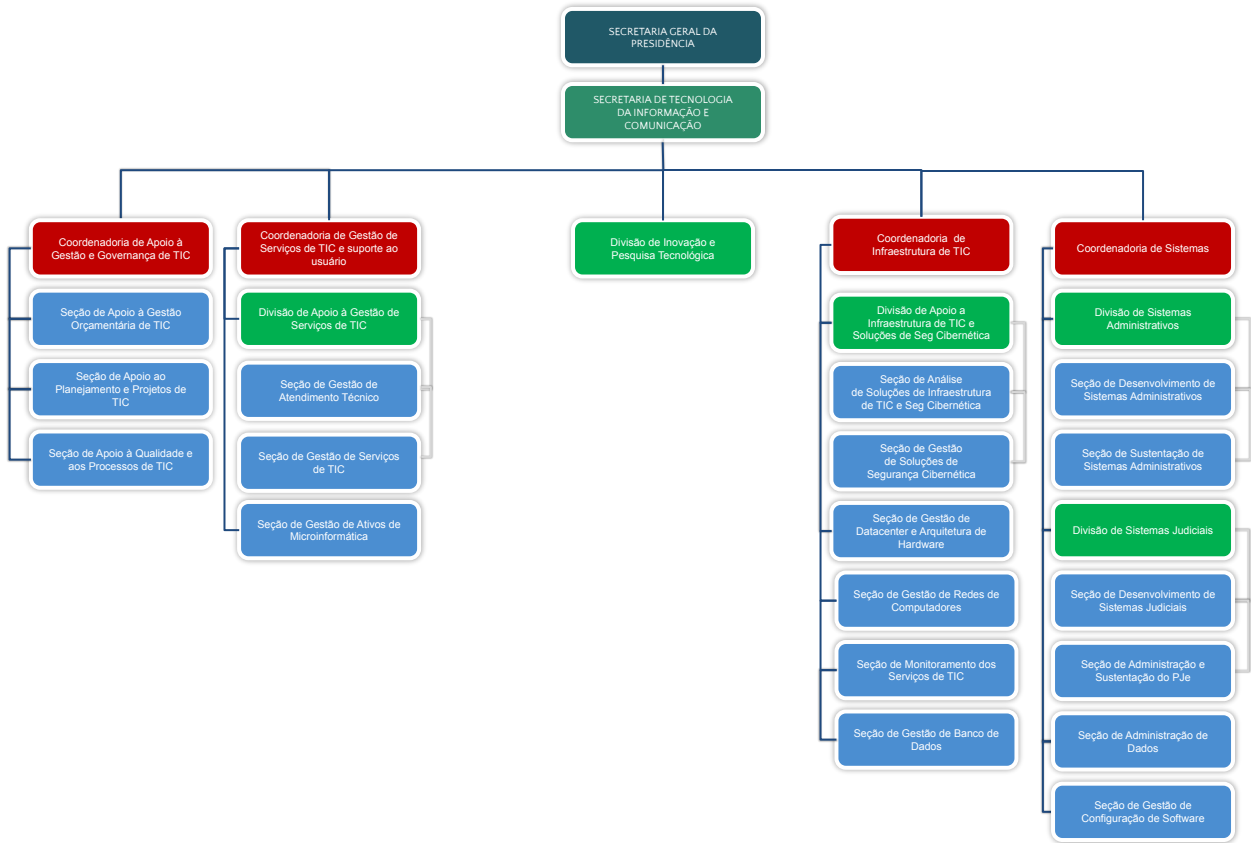 SECRETARIA GERAL DA
PRESIDÊNCIA
SECRETARIA DE TECNOLOGIA
DA INFORMAÇÃO E
COMUNICAÇÃO
Coordenadoria de Apoio à
Gestão e Governança de TIC
Seção de Apoio à Gestão
Orçamentária de TIC
Seção de Apoio ao
Planejamento e Projetos de
TIC
Seção de Apoio à Qualidade e
aos Processos de TIC
Coordenadoria de Gestão de
Serviços de TIC e suporte ao
usuário
Divisão de Apoio à Gestão de
Serviços de TIC
Seção de Gestão de
Atendimento Técnico
Seção de Gestão de Serviços
de TIC
Seção de Gestão de Ativos de
Microinformática
Divisão de Inovação e
Pesquisa Tecnológica
Coordenadoria de
Infraestrutura de TIC
Divisão de Apoio a
Infraestrutura de TIC e
Soluções de Seg Cibernética
Seção de Análise
de Soluções de Infraestrutura
de TIC e Seg Cibernética
Seção de Gestão
de Soluções de
Segurança Cibernética
Seção de Gestão de
Datacenter e Arquitetura de
Hardware
Seção de Gestão de Redes de
Computadores
Seção de Monitoramento dos
Serviços de TIC
Seção de Gestão de Banco de
Dados
Coordenadoria de Sistemas
Divisão de Sistemas
Administrativos
Seção de Desenvolvimento de
Sistemas Administrativos
Seção de Sustentação de
Sistemas Administrativos
Divisão de Sistemas Judiciais
Seção de Desenvolvimento de
Sistemas Judiciais
Seção de Administração e
Sustentação do PJe
Seção de Administração de
Dados
Seção de Gestão de
Configuração de Software